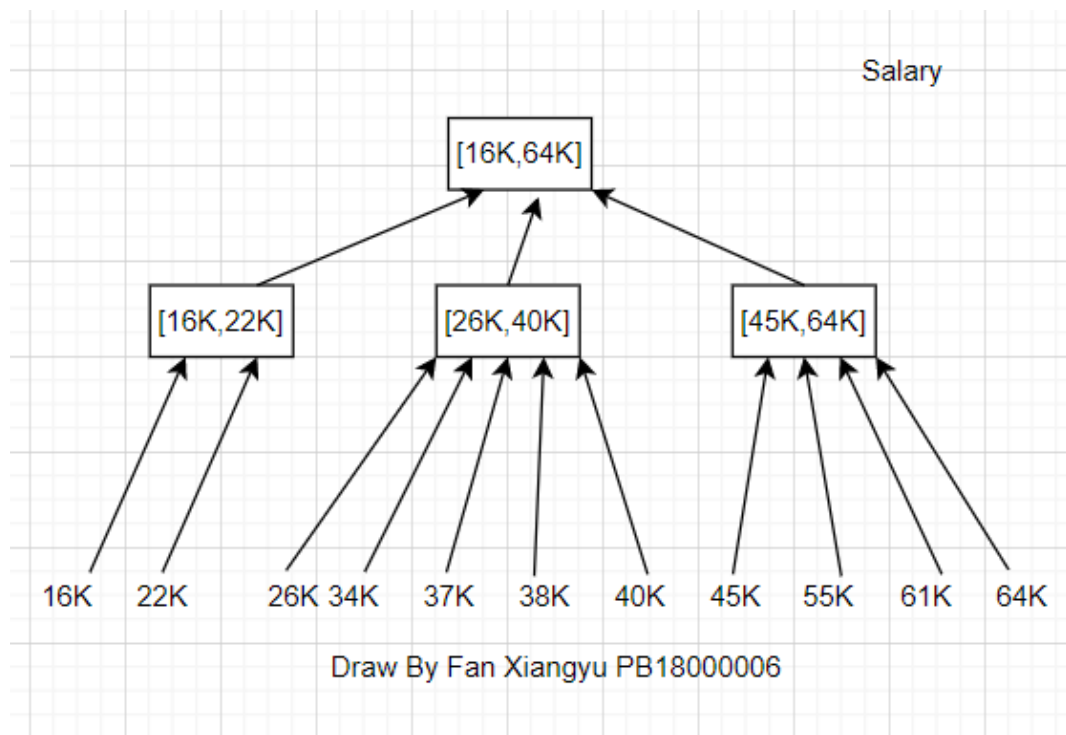 Salary
[16K,64K]
[16K,22K] [26K,40K] [45K,64K]
16K 22K 26K 34K 37K 38K 40K 45K 55K 61K 64K
Draw By Fan Xiangyu PB18000006